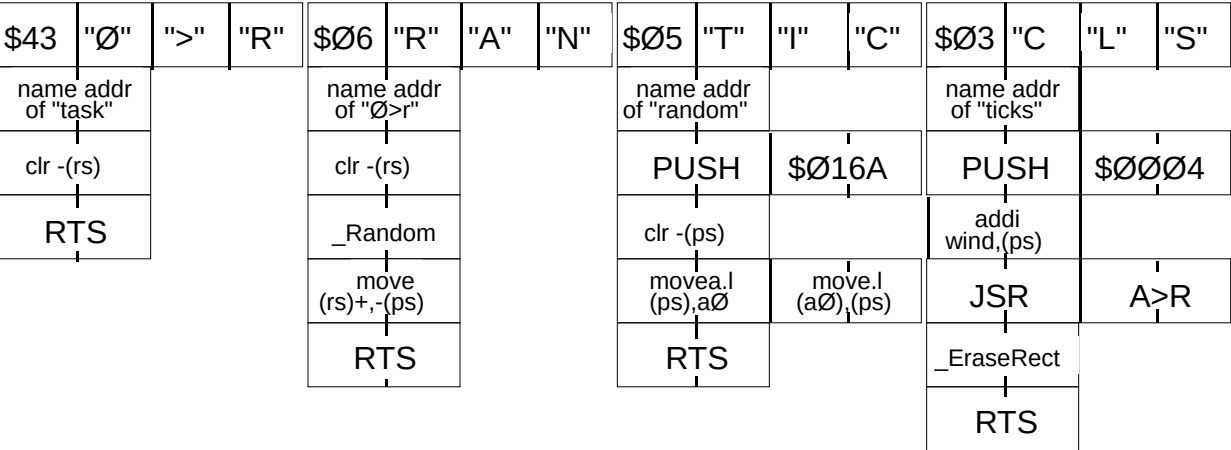 $43 "Ø" ">" "R" $Ø6 "R" "A" "N" $Ø5 "T" "I" "C" $Ø3 "C "L" "S"
name addr
of "task"
clr -(rs)
RTS
name addr
of "Ø>r"
clr -(rs)
_Random
move
(rs)+,-(ps)
RTS
name addr
of "random"
PUSH $Ø16A
clr -(ps)
movea.l
(ps),aØ
move.l
(aØ),(ps)
RTS
name addr
of "ticks"
PUSH $ØØØ4
addi
wind,(ps)
JSR A>R
_EraseRect
RTS